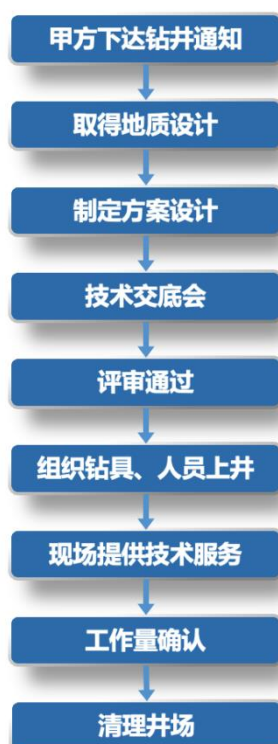 甲方下达钻井通知
取得地质设计
制定方案设计
技术交底会
评审通过
组织钻具、人员上井
现场提供技术服务
工作量确认
清理井场